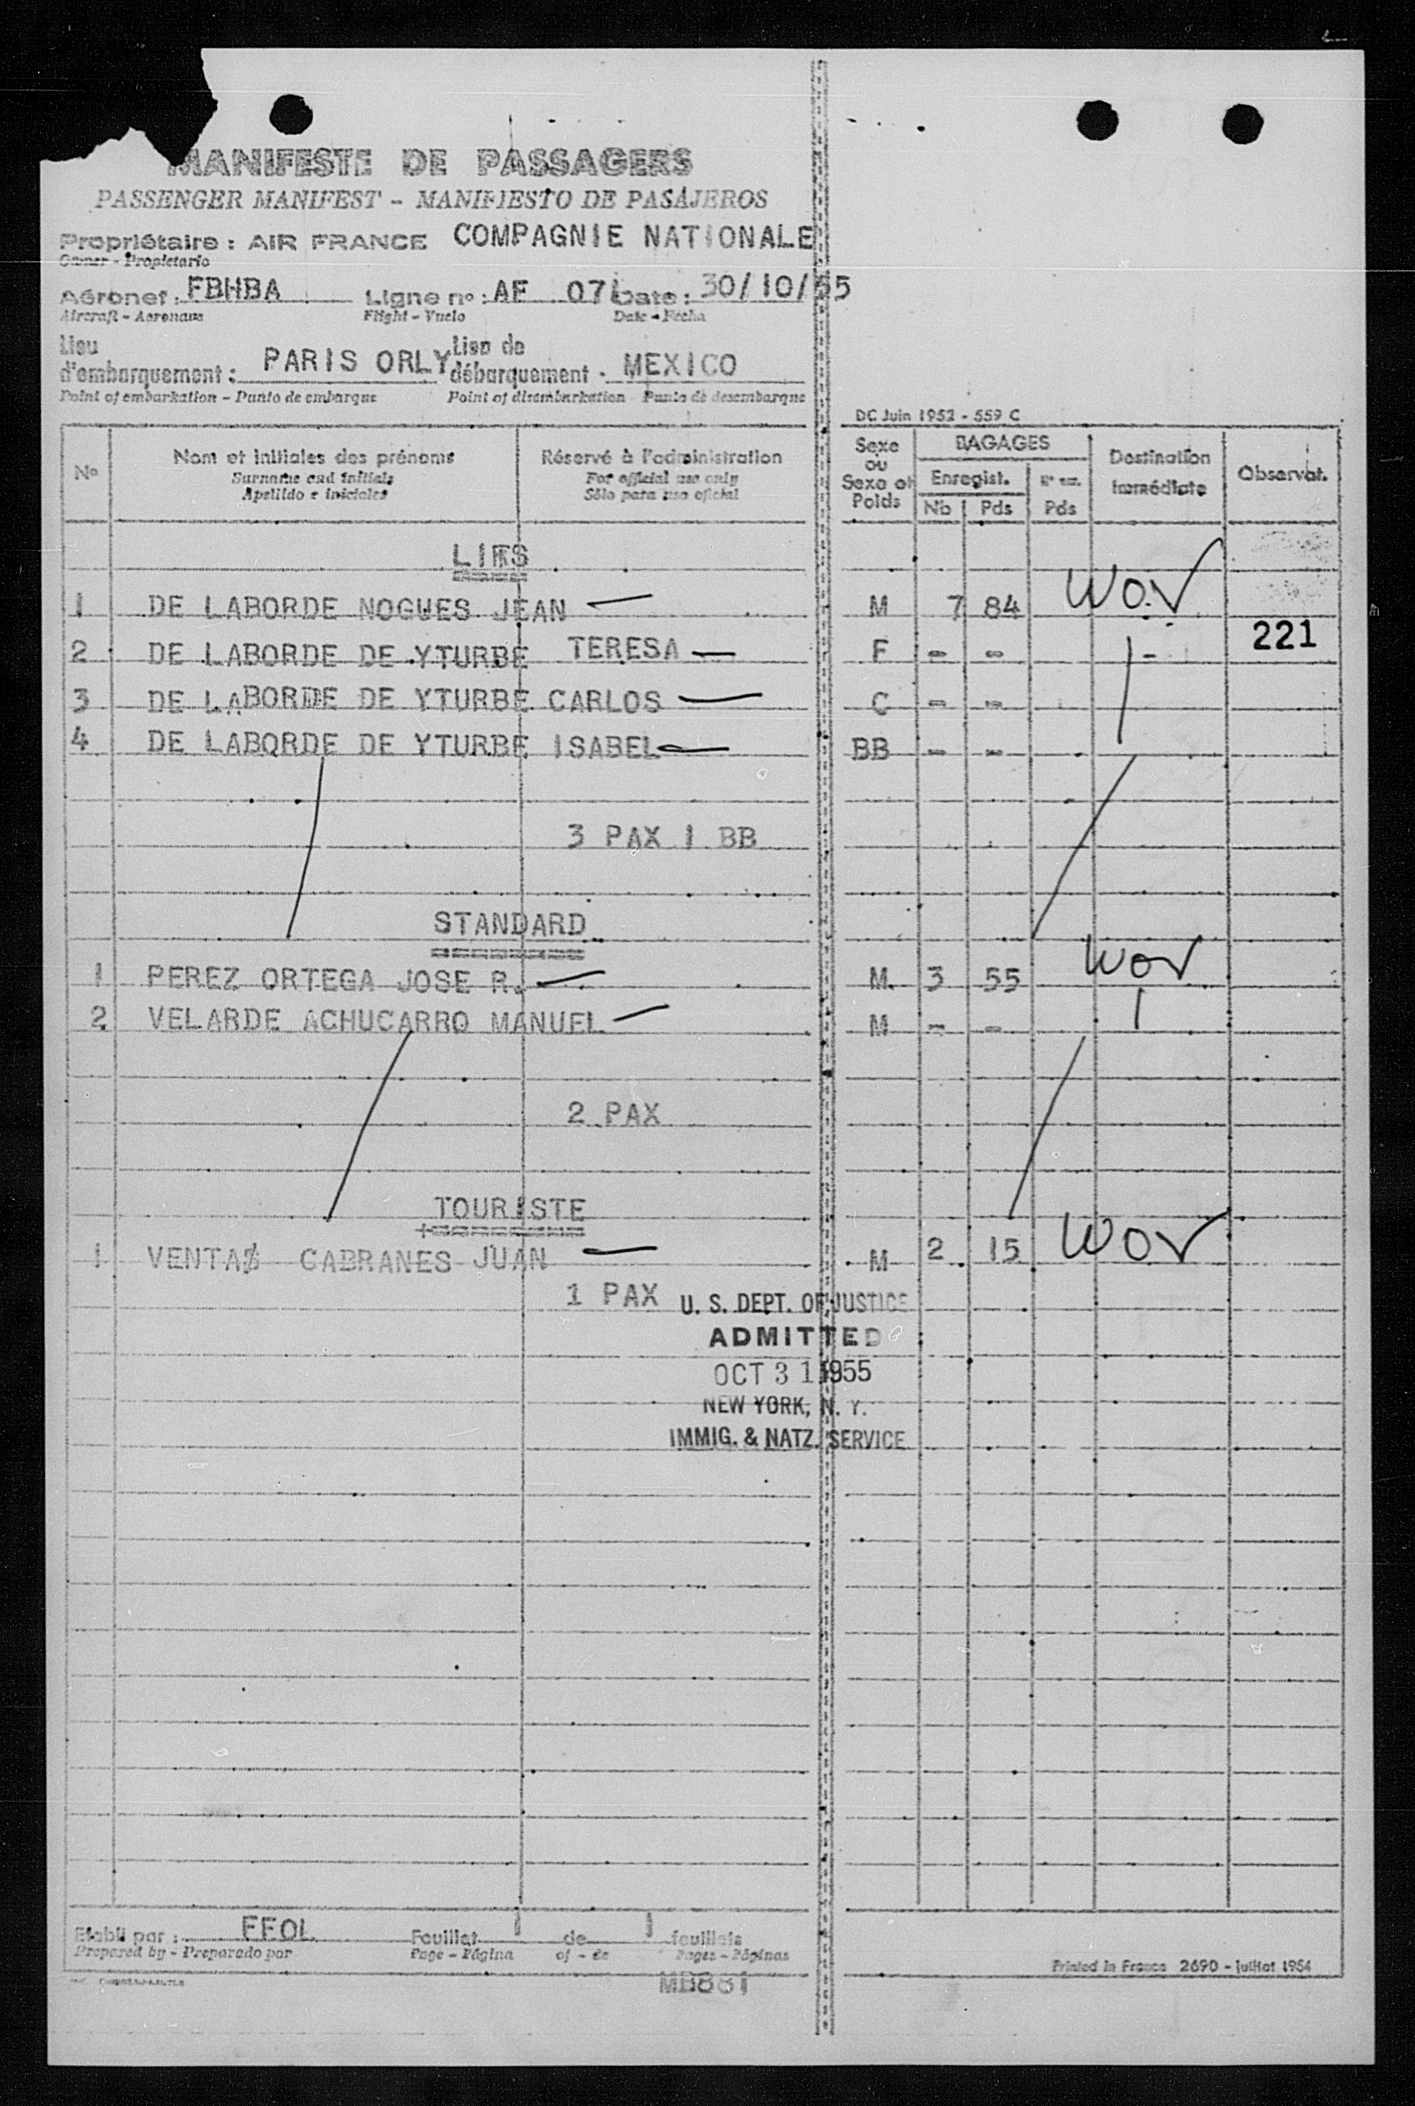 MANIFESTE DE PASSAGERS
PASSENGER MANIFEST - MANIFIESTO DE PASAJEROS
Propriétaire : AIR FRANCE COMPAGNIE NATIONALE
Owner - Propietario
Aéronef : FBHBA Ligne n° : AF 07 Date : 30/10/55
Aircraft - Aeronave Flight - Vuelo Date - Fecha
Lieu d'embarquement : PARIS ORLY Lieu de débarquement . MEXICO
Point of embarkation - Punto de embarque Point of disembarkation Punto de desembarque
DC Juin 1952 - 559 C
N° Nom et initiales des prénoms Réservé à l'administration Sexe ou Sexe et Poids BAGAGES Destination immédiate Observat.
Surname and initials For official use only Enregist.
Apellido e iniciales Sólo para uso oficial Nb Pds Pds
LITS
1 DE LABORDE NOGUES JEAN M 7 84 WOV
2 DE LABORDE DE YTURBE TERESA F - - 221
3 DE LABORDE DE YTURBE CARLOS C - -
4 DE LABORDE DE YTURBE ISABEL BB - -
3 PAX 1 BB
STANDARD
1 PEREZ ORTEGA JOSE R. M. 3 55 WOV
2 VELARDE ACHUCARRO MANUEL M - -
2 PAX
TOURISTE
1 VENTAS CABRANES JUAN M 2 15 WOV
1 PAX
U. S. DEPT. OF JUSTICE
ADMITTED
OCT 31 1955
NEW YORK, N. Y.
IMMIG. & NATZ. SERVICE
Etabli par : FFOL Feuillet 1 de 1 feuillets
Prepared by - Preparado por Page - Página of - de Pages - Páginas
Printed in France 2690 - juillet 1954
MB881